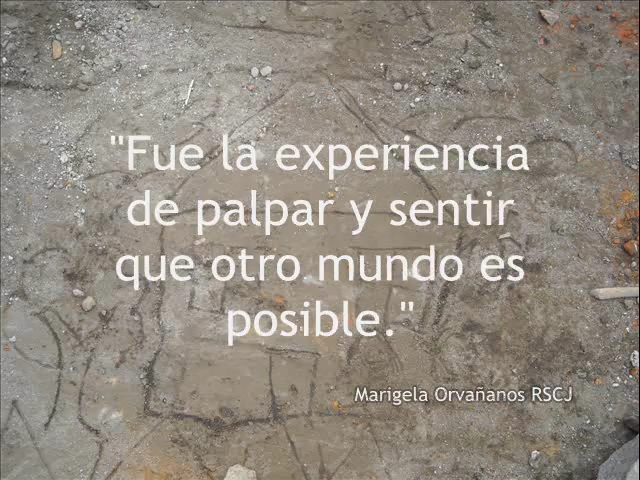 "Fue la experiencia
de palpar y sentir
que otro mundo es
posible."
Marigela Orvañanos RSCJ